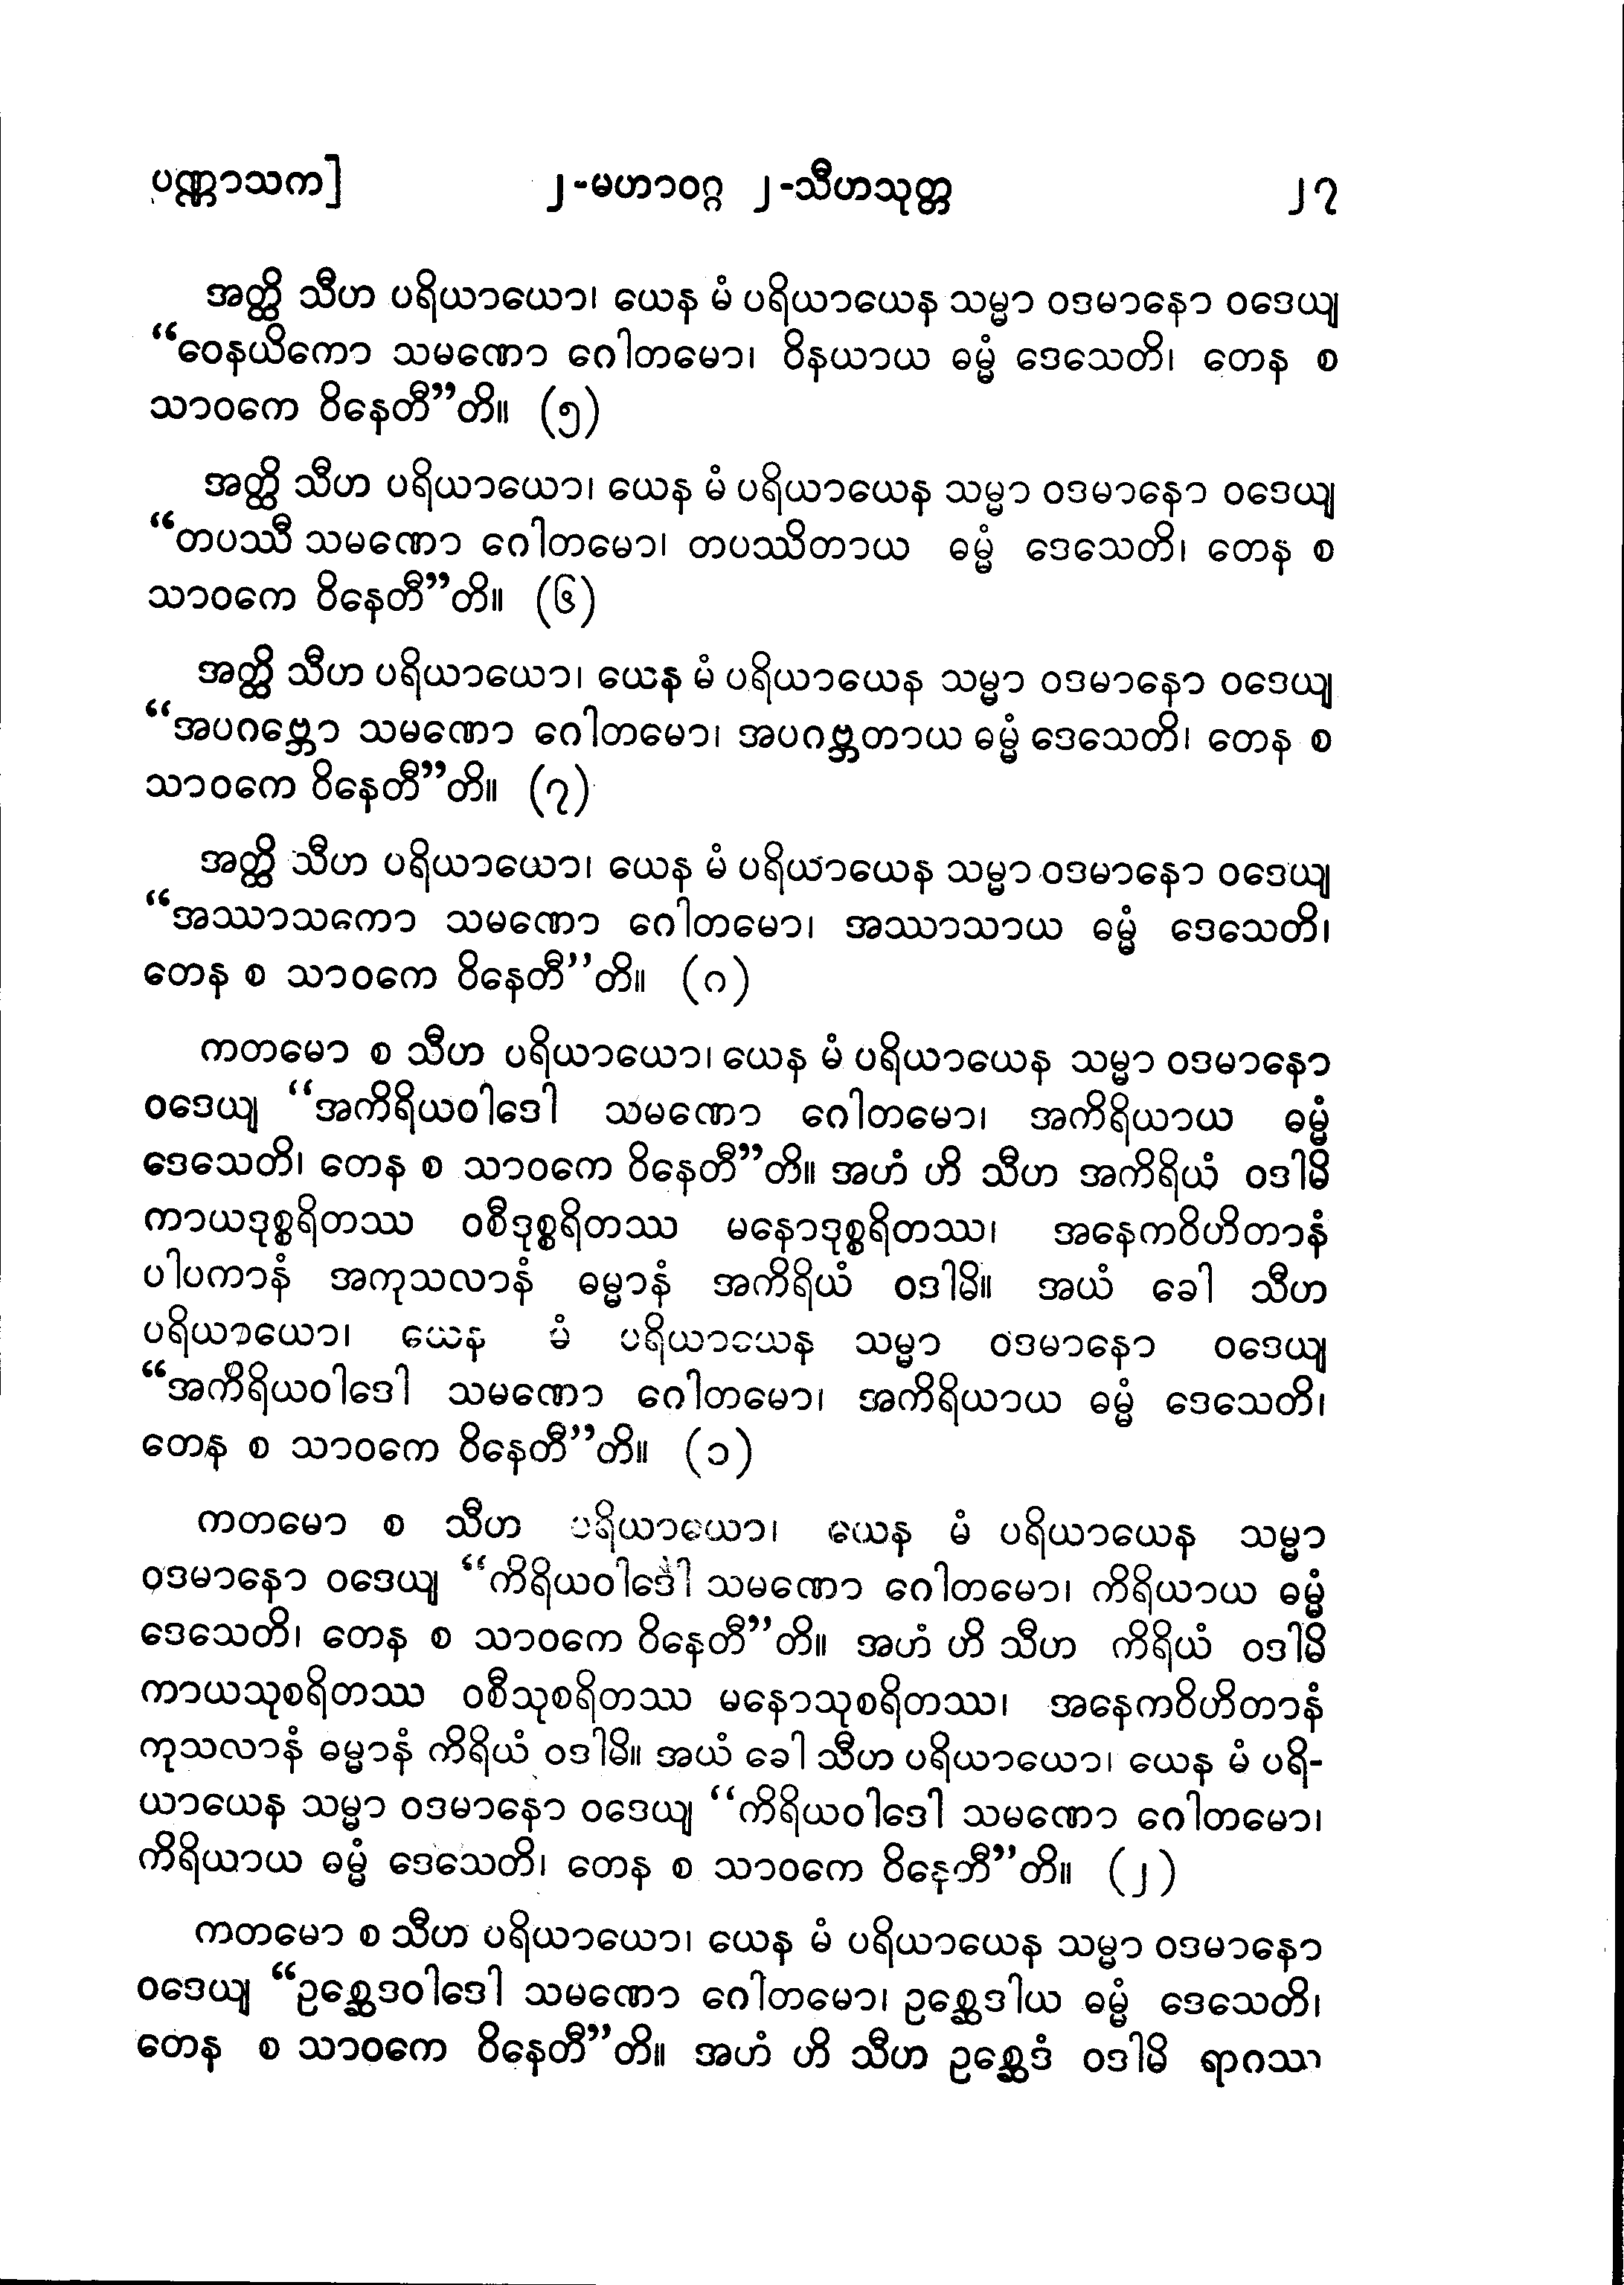 ပဏ္ဏာသက] ၂-မဟာဝဂ္ဂ ၂-သီဟသုတ္တ ၂၇
အတ္ထိ သီဟ ပရိယာယော၊ ယေန မံ ပရိယာယေန သမ္မာ ဝဒမာနော ဝဒေယျ
“ဝေနယိကော သမဏော ဂေါတမော၊ ဝိနယာယ ဓမ္မံ ဒေသေတိ၊ တေန စ
သာဝကေ ဝိနေတီ”တိ။ (၅)
အတ္ထိ သီဟ ပရိယာယော၊ ယေန မံ ပရိယာယေန သမ္မာ ဝဒမာနော ဝဒေယျ
“တပဿီ သမဏော ဂေါတမော၊ တပဿိတာယ ဓမ္မံ ဒေသေတိ၊ တေန စ
သာဝကေ ဝိနေတီ”တိ။ (၆)
အတ္ထိ သီဟ ပရိယာယော၊ ယေန မံ ပရိယာယေန သမ္မာ ဝဒမာနော ဝဒေယျ
“အပဂဗ္ဘော သမဏော ဂေါတမော၊ အပဂဗ္ဘတာယ ဓမ္မံ ဒေသေတိ၊ တေန စ
သာဝကေ ဝိနေတီ”တိ။ (၇)
အတ္ထိ သီဟ ပရိယာယော၊ ယေန မံ ပရိယာယေန သမ္မာ ဝဒမာနော ဝဒေယျ
“အဿာသကော သမဏော ဂေါတမော၊ အဿာသာယ ဓမ္မံ ဒေသေတိ၊
တေန စ သာဝကေ ဝိနေတီ”တိ။ (ဂ)
ကတမော စ သီဟ ပရိယာယော၊ ယေန မံ ပရိယာယေန သမ္မာ ဝဒမာနော
ဝဒေယျ “အကိရိယဝါဒေါ သမဏော ဂေါတမော၊ အကိရိယာယ ဓမ္မံ
ဒေသေတိ၊ တေန စ သာဝကေ ဝိနေတီ”တိ။ အဟံ ဟိ သီဟ အကိရိယံ ဝဒါမိ
ကာယဒုစ္စရိတဿ ဝစီဒုစ္စရိတဿ မနောဒုစ္စရိတဿ၊ အနေကဝိဟိတာနံ
ပါပကာနံ အကုသလာနံ ဓမ္မာနံ အကိရိယံ ဝဒါမိ။ အယံ ခေါ သီဟ
ပရိယာယော၊ ယေန မံ ပရိယာယေန သမ္မာ ဝဒမာနော ဝဒေယျ
“အကိရိယဝါဒေါ သမဏော ဂေါတမော၊ အကိရိယာယ ဓမ္မံ ဒေသေတိ၊
တေန စ သာဝကေ ဝိနေတီ”တိ။ (၁)
ကတမော စ သီဟ ပရိယာယော၊ ယေန မံ ပရိယာယေန သမ္မာ
ဝဒမာနော ဝဒေယျ “ကိရိယဝါဒေါ သမဏော ဂေါတမော၊ ကိရိယာယ ဓမ္မံ
ဒေသေတိ၊ တေန စ သာဝကေ ဝိနေတီ”တိ။ အဟံ ဟိ သီဟ ကိရိယံ ဝဒါမိ
ကာယသုစရိတဿ ဝစီသုစရိတဿ မနောသုစရိတဿ၊ အနေကဝိဟိတာနံ
ကုသလာနံ ဓမ္မာနံ ကိရိယံ ဝဒါမိ။ အယံ ခေါ သီဟ ပရိယာယော၊ ယေန မံ ပရိ-
ယာယေန သမ္မာ ဝဒမာနော ဝဒေယျ “ကိရိယဝါဒေါ သမဏော ဂေါတမော၊
ကိရိယာယ ဓမ္မံ ဒေသေတိ၊ တေန စ သာဝကေ ဝိနေတီ”တိ။ (၂)
ကတမော စ သီဟ ပရိယာယော၊ ယေန မံ ပရိယာယေန သမ္မာ ဝဒမာနော
ဝဒေယျ “ဥစ္ဆေဒဝါဒေါ သမဏော ဂေါတမော၊ ဥစ္ဆေဒါယ ဓမ္မံ ဒေသေတိ၊
တေန စ သာဝကေ ဝိနေတီ”တိ။ အဟံ ဟိ သီဟ ဥစ္ဆေဒံ ဝဒါမိ ရာဂဿ